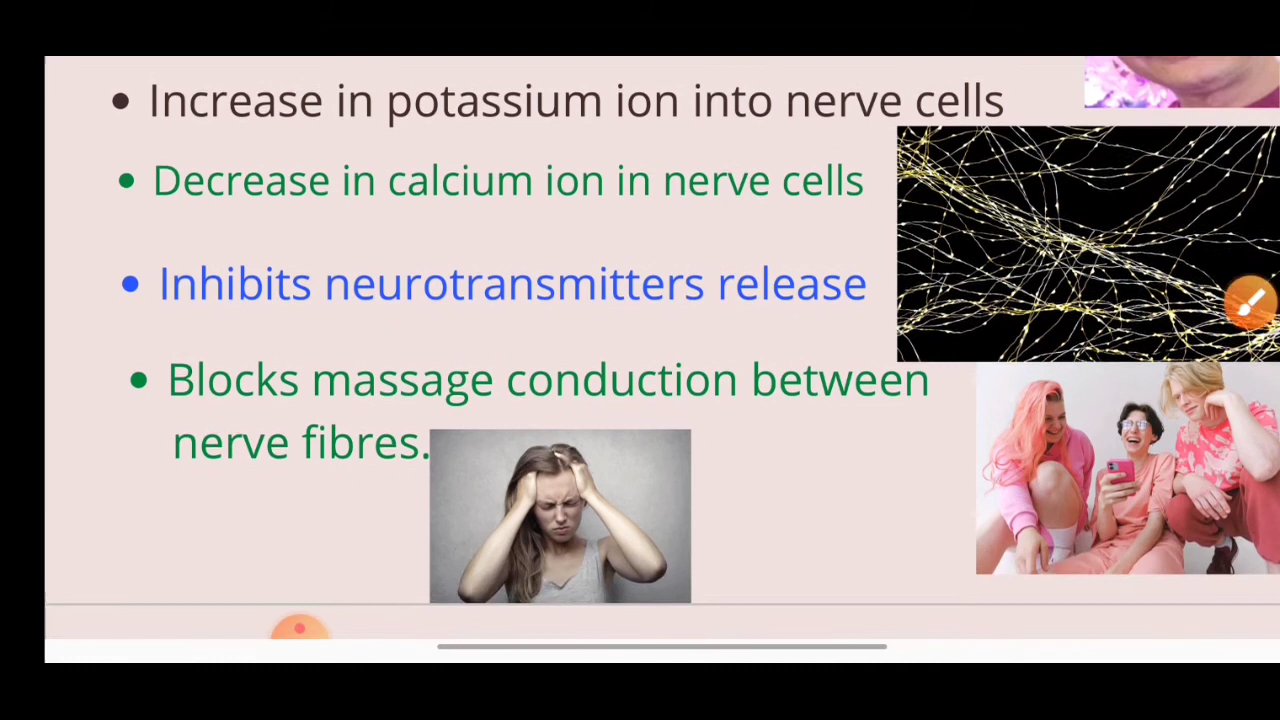 • Increase in potassium ion into nerve cells
• Decrease in calcium ion in nerve cells
• Inhibits neurotransmitters release
• Blocks massage conduction between
nerve fibres.